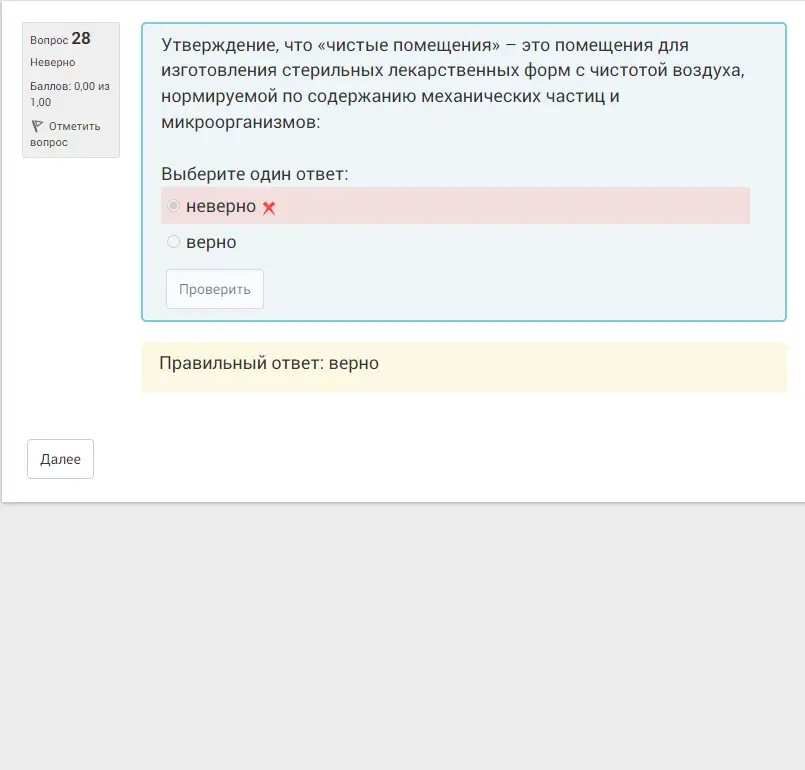 Вопрос 28
Неверно
Баллов: 0,00 из
1,00
Отметить
вопрос
Утверждение, что «чистые помещения» – это помещения для
изготовления стерильных лекарственных форм с чистотой воздуха,
нормируемой по содержанию механических частиц и
микроорганизмов:
Выберите один ответ:
неверно
верно
Проверить
Правильный ответ: верно
Далее